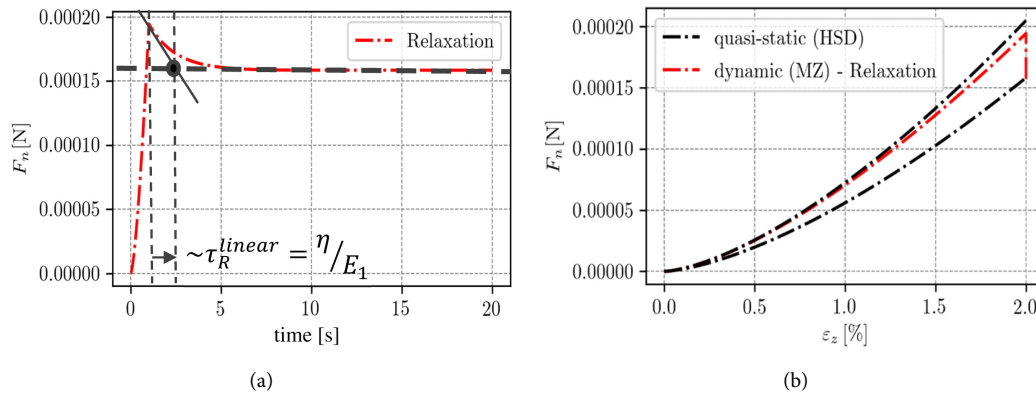 0.00020
0.00015
0.00010
0.00005
0.00000
F_n [N]
Relaxation
~τ_R^linear = η/E_1
0 5 10 15 20
time [s]
(a)
0.00020
0.00015
0.00010
0.00005
0.00000
F_n [N]
quasi-static (HSD)
dynamic (MZ) - Relaxation
0.0 0.5 1.0 1.5 2.0
ε_z [%]
(b)